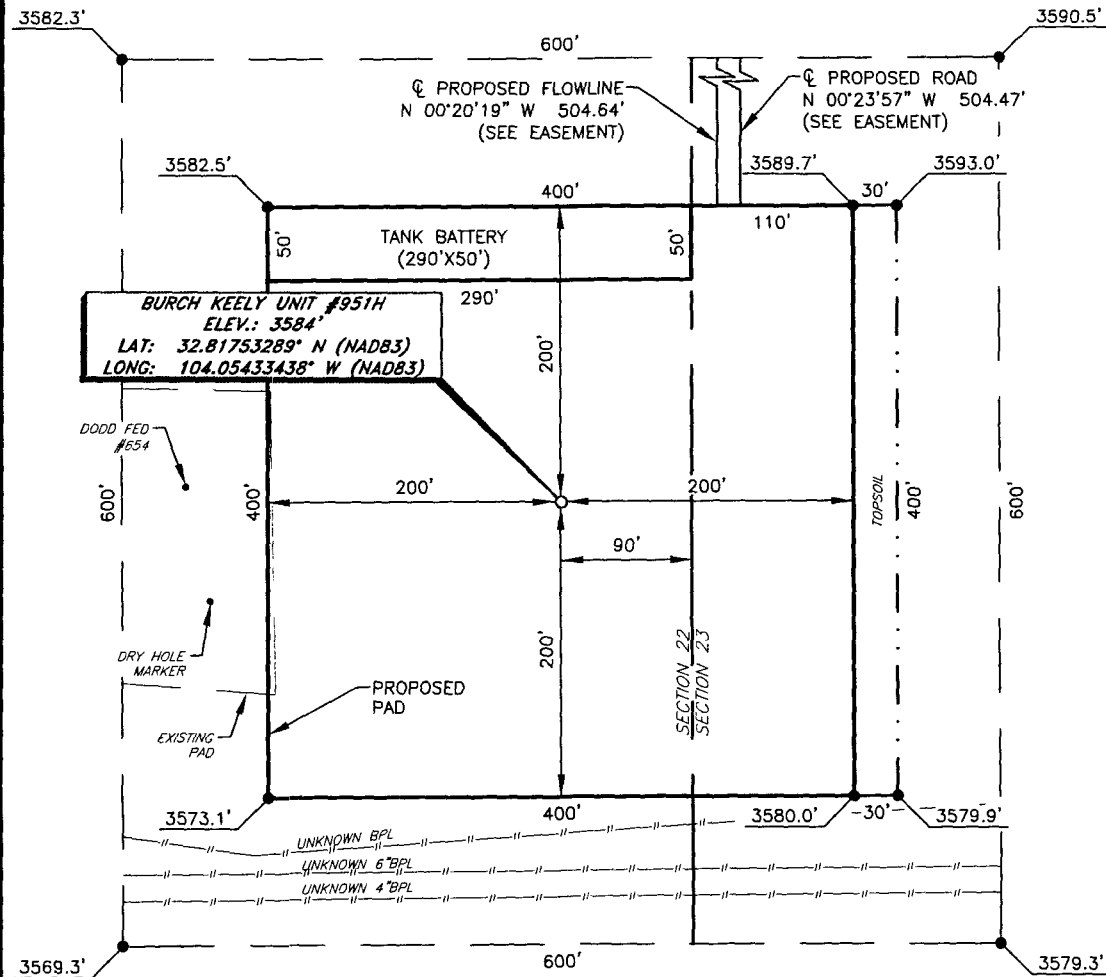 3582.3'
3590.5'
600'
℄ PROPOSED FLOWLINE
N 00°20'19" W 504.64'
(SEE EASEMENT)
℄ PROPOSED ROAD
N 00°23'57" W 504.47'
(SEE EASEMENT)
3582.5'
400'
3589.7'
30'
3593.0'
50'
TANK BATTERY
(290'X50')
50'
110'
290'
BURCH KEELY UNIT #951H
ELEV.: 3584'
LAT: 32.81753289° N (NAD83)
LONG: 104.05433438° W (NAD83)
200'
DODD FED
#654
600'
400'
200'
200'
TOPSOIL
400'
600'
90'
DRY HOLE
MARKER
200'
SECTION 22
SECTION 23
PROPOSED
PAD
EXISTING
PAD
3573.1'
400'
3580.0'
30'
3579.9'
UNKNOWN BPL
UNKNOWN 6"BPL
UNKNOWN 4"BPL
3569.3'
600'
3579.3'